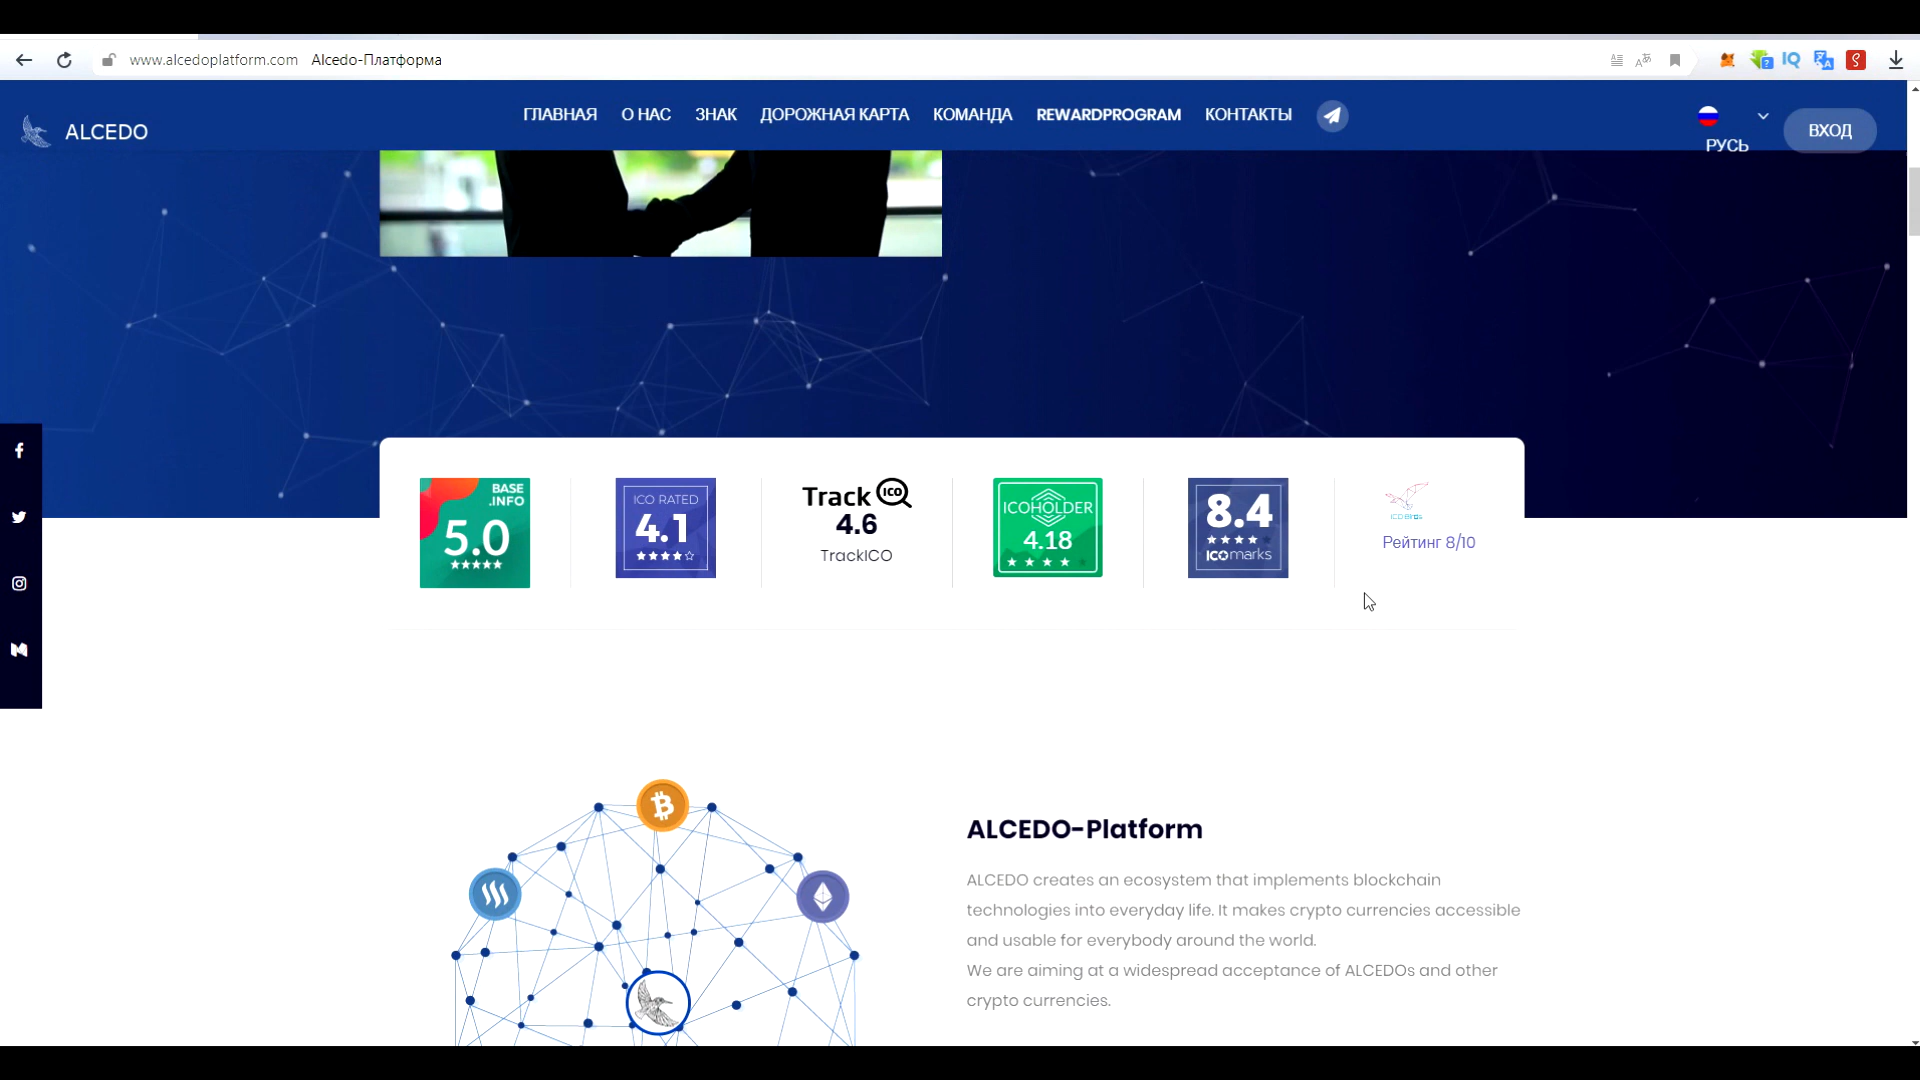 www.alcedoplatform.com Alcedo-Платформа
IQ
ALCEDO
ГЛАВНАЯ О НАС ЗНАК ДОРОЖНАЯ КАРТА КОМАНДА REWARDPROGRAM КОНТАКТЫ
РУСЬ
ВХОД
BASE
.INFO
5.0
ICO RATED
4.1
Track ICO
4.6
TrackICO
ICOHOLDER
4.18
8.4
ICOmarks
ICO Birds
Рейтинг 8/10
ALCEDO-Platform
ALCEDO creates an ecosystem that implements blockchain
technologies into everyday life. It makes crypto currencies accessible
and usable for everybody around the world.
We are aiming at a widespread acceptance of ALCEDOs and other
crypto currencies.